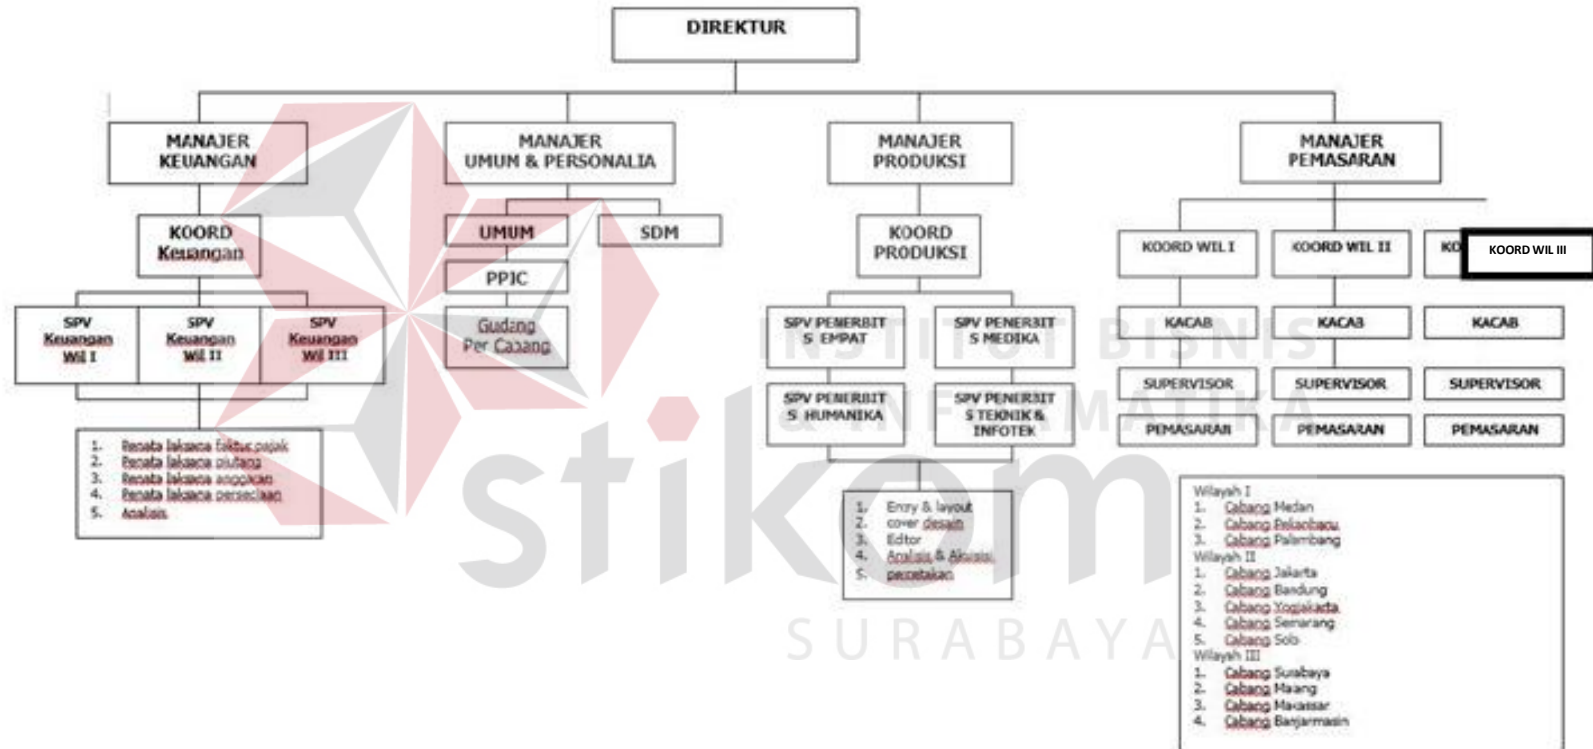 DIREKTUR
MANAJER
KEUANGAN
MANAJER
UMUM & PERSONALIA
MANAJER
PRODUKSI
MANAJER
PEMASARAN
KOORD
Keuangan
UMUM
SDM
PPIC
Gudang
Per Cabang
KOORD
PRODUKSI
KOORD WIL I
KOORD WIL II
KO
KOORD WIL III
SPV
Keuangan
Wil I
SPV
Keuangan
Wil II
SPV
Keuangan
Wil III
SPV PENERBIT
S EMPAT
SPV PENERBIT
S MEDIKA
SPV PENERBIT
S HUMANIKA
SPV PENERBIT
S TEKNIK &
INFOTEK
KACAB
KACAB
KACAB
SUPERVISOR
SUPERVISOR
SUPERVISOR
PEMASARAN
PEMASARAN
PEMASARAN
1. Penata laksana faktur pajak
2. Penata laksana piutang
3. Penata laksana
4. Penata laksana persediaan
5. Analisis
1. Entry & layout
2. cover desain
3. Editor
4. Analisis & Akuisisi
5. percetakan
Wilayah I
1. Cabang Medan
2. Cabang Pekanbaru
3. Cabang Palembang
Wilayah II
1. Cabang Jakarta
2. Cabang Bandung
3. Cabang Yogjakarta
4. Cabang Semarang
5. Cabang Solo
Wilayah III
1. Cabang Surabaya
2. Cabang Malang
3. Cabang Makassar
4. Cabang Banjarmasin
INSTITUT BISNIS
& INFORMATIKA
stikom
SURABAYA